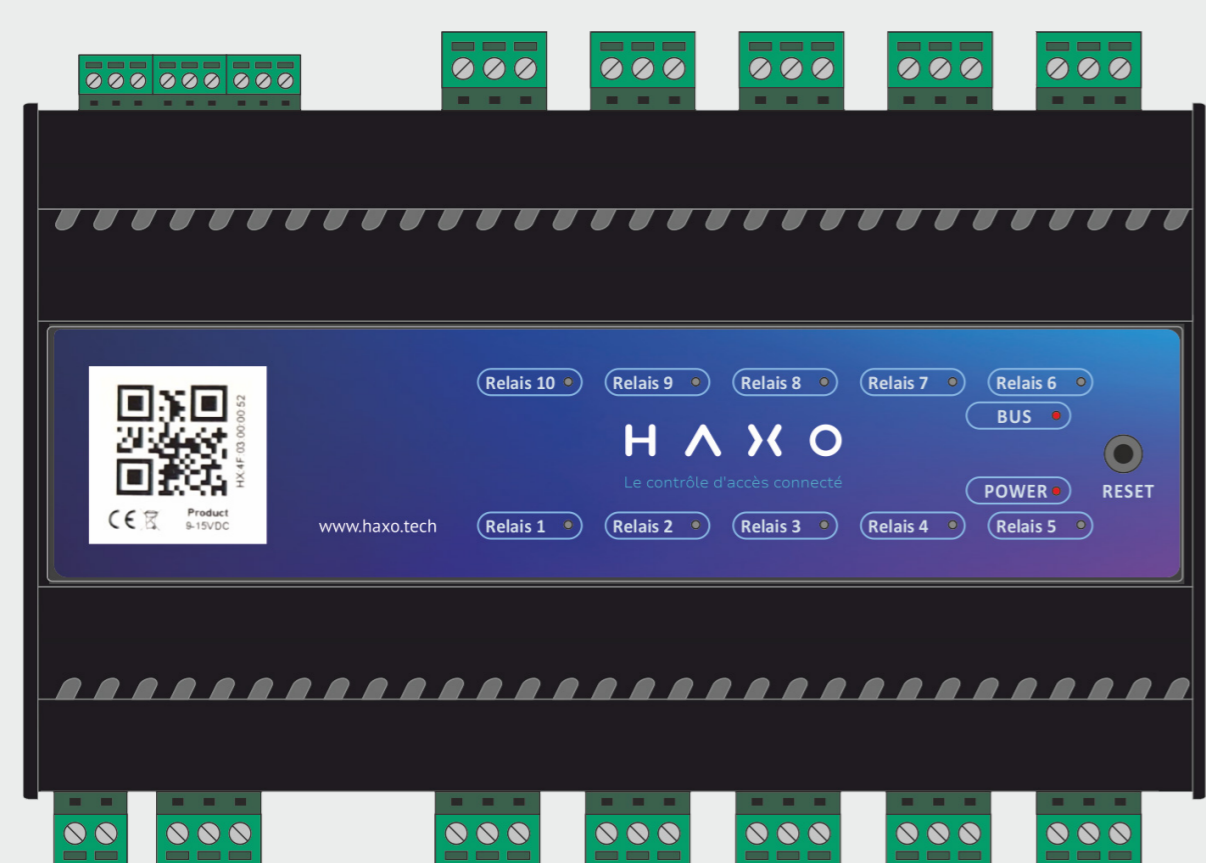 HX:4F:03:00:00:52
Product
9-15VDC
www.haxo.tech
Relais 10
Relais 9
Relais 8
Relais 7
Relais 6
BUS
HAXO
Le contrôle d'accès connecté
POWER
RESET
Relais 1
Relais 2
Relais 3
Relais 4
Relais 5